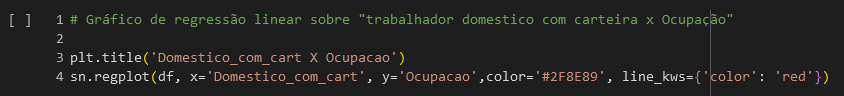 [ ] 1 # Gráfico de regressão linear sobre "trabalhador domestico com carteira x Ocupação"
2
3 plt.title('Domestico_com_cart X Ocupacao')
4 sn.regplot(df, x='Domestico_com_cart', y='Ocupacao',color='#2F8E89', line_kws={'color': 'red'})